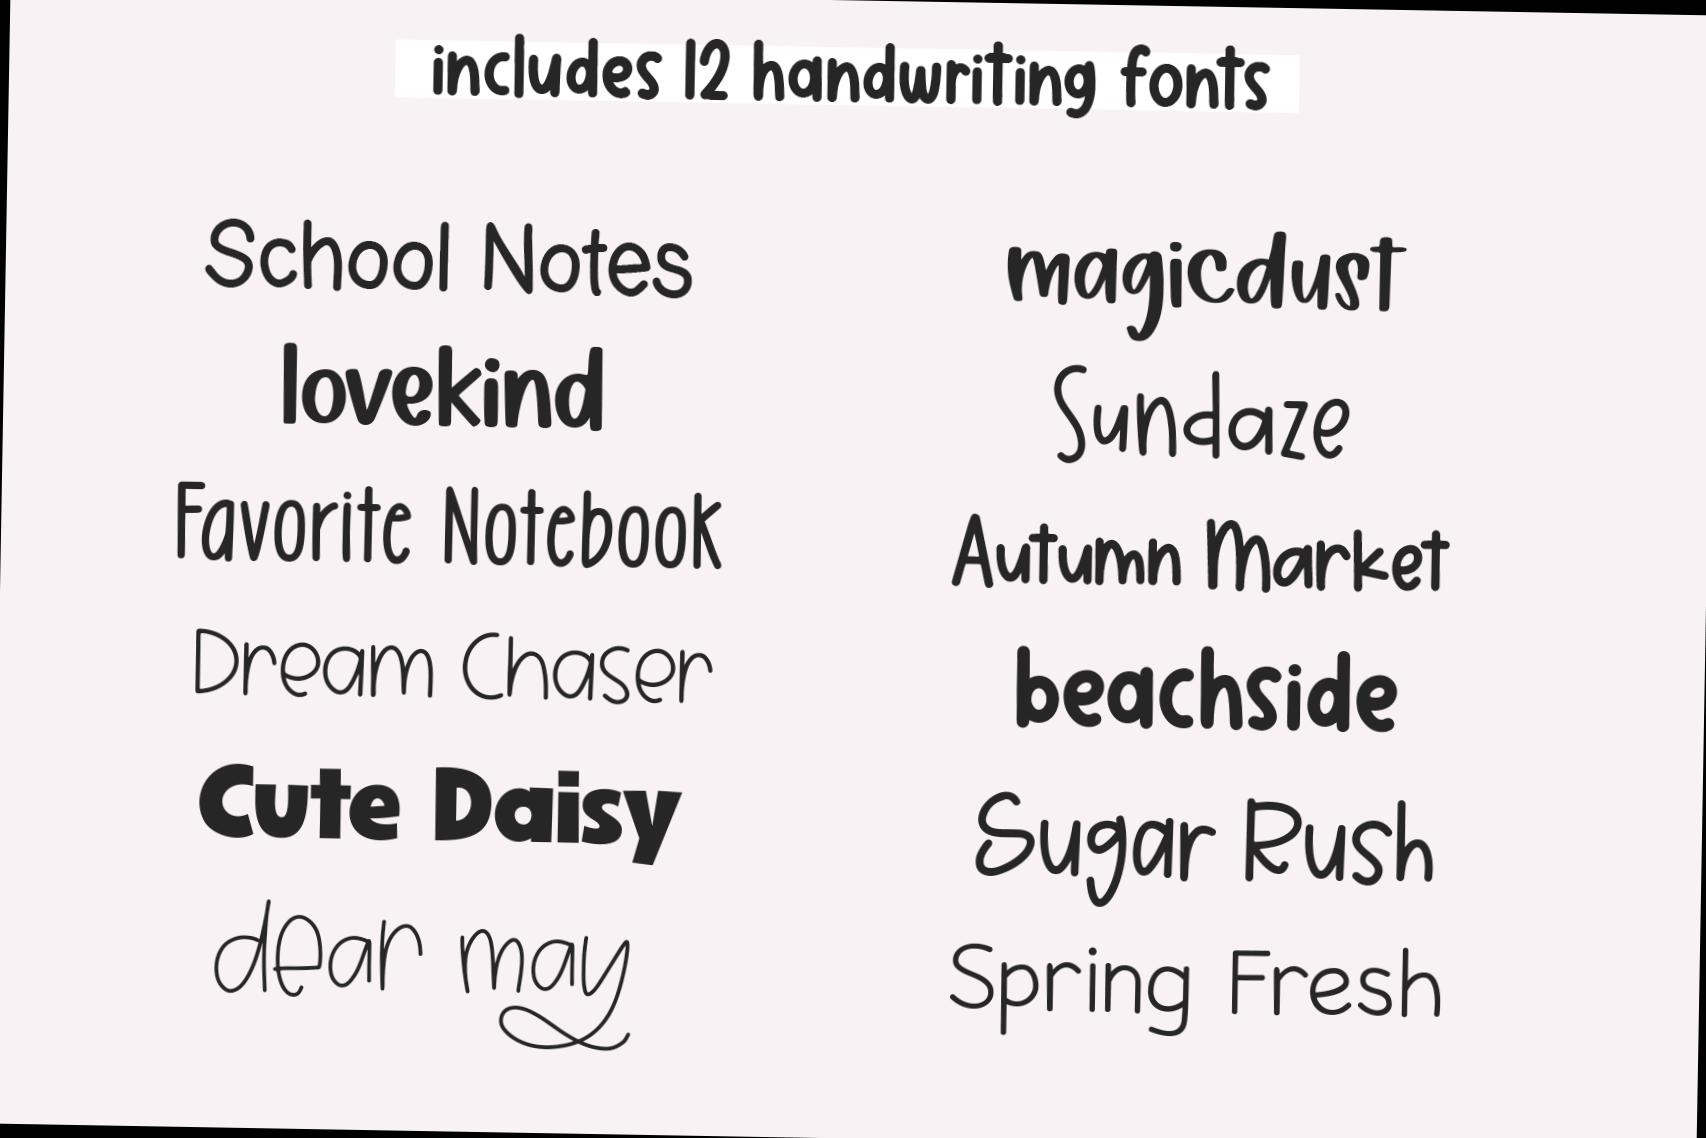 includes 12 handwriting fonts
School Notes
lovekind
Favorite Notebook
Dream Chaser
Cute Daisy
dear may
magicdust
Sundaze
Autumn Market
beachside
Sugar Rush
Spring Fresh